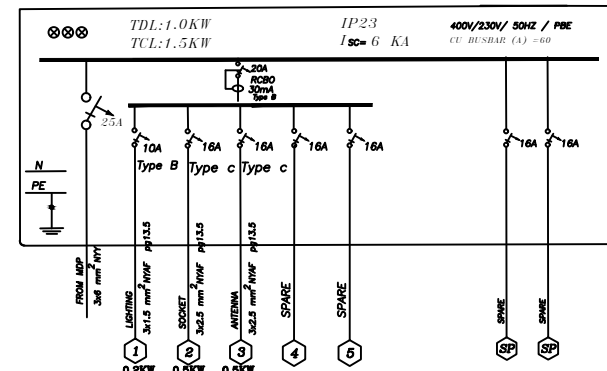 TDL:1.0KW
TCL:1.5KW
IP23
Isc= 6 KA
400V/230V/ 50HZ / PBE
CU BUSBAR (A) =60
20A
RCBO
30mA
Type B
25A
10A
16A
16A
16A
16A
16A
16A
Type B
Type c
Type c
N
PE
FROM MDP
3x6 mm² NYY
LIGHTING
3x1.5 mm² NYAF pg13.5
SOCKET
3x2.5 mm² NYAF pg13.5
ANTENNA
3x2.5 mm² NYAF pg13.5
SPARE
SPARE
SPARE
SPARE
1
2
3
4
5
SP
SP
0.2KW
0.5KW
0.5KW